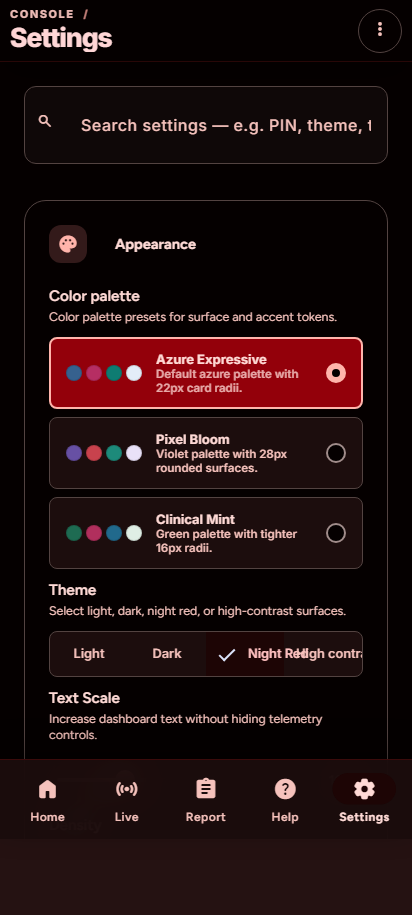 CONSOLE /
Settings
Search settings — e.g. PIN, theme, t
Appearance
Color palette
Color palette presets for surface and accent tokens.
Azure Expressive
Default azure palette with
22px card radii.
Pixel Bloom
Violet palette with 28px
rounded surfaces.
Clinical Mint
Green palette with tighter
16px radii.
Theme
Select light, dark, night red, or high-contrast surfaces.
Light Dark Night Red High contra
Text Scale
Increase dashboard text without hiding telemetry
controls.
Home Live Report Help Settings